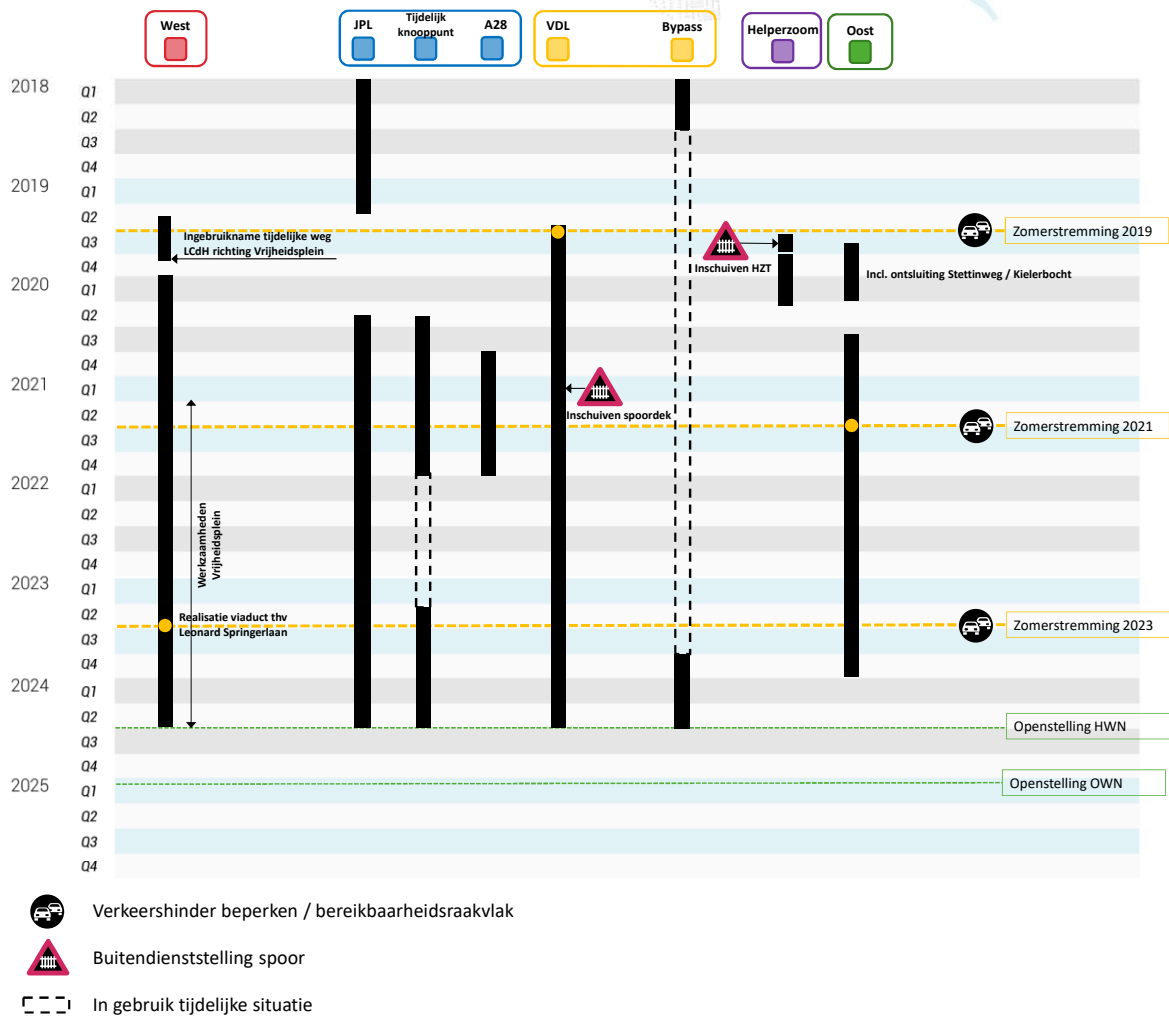 West
JPL
Tijdelijk
knooppunt
A28
VDL
Bypass
Helperzoom
Oost
2018
Q1
Q2
Q3
Q4
2019
Q1
Q2
Q3
Q4
2020
Q1
Q2
Q3
Q4
2021
Q1
Q2
Q3
Q4
2022
Q1
Q2
Q3
Q4
2023
Q1
Q2
Q3
Q4
2024
Q1
Q2
Q3
Q4
2025
Q1
Q2
Q3
Q4
Ingebruikname tijdelijke weg
LCdH richting Vrijheidsplein
Zomerstremming 2019
Inschuiven HZT
Incl. ontsluiting Stettinweg / Kielerbocht
Inschuiven spoordek
Zomerstremming 2021
Werkzaamheden
Vrijheidsplein
Realisatie viaduct thv
Leonard Springerlaan
Zomerstremming 2023
Openstelling HWN
Openstelling OWN
Verkeershinder beperken / bereikbaarheidsraakvlak
Buitendienststelling spoor
In gebruik tijdelijke situatie